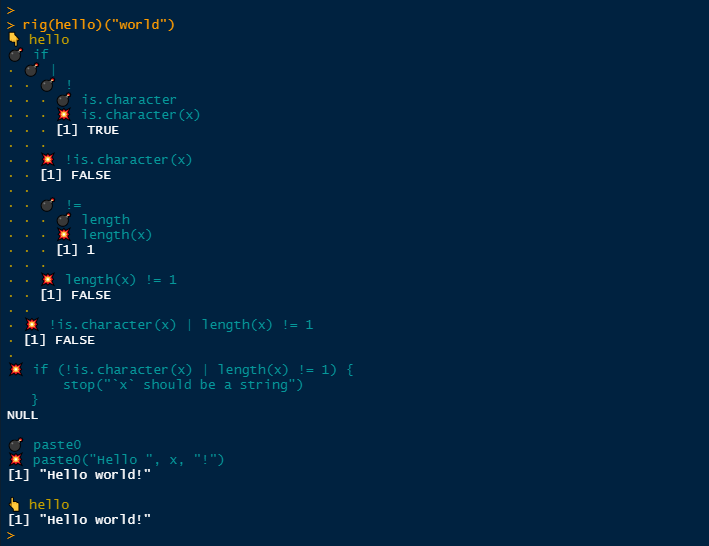 >
> rig(hello)("world")
👇 hello
💣 if
· 💣 |
· · 💣 !
· · · 💣 is.character
· · · 💥 is.character(x)
· · · [1] TRUE
· · ·
· · 💥 !is.character(x)
· · [1] FALSE
· ·
· · 💣 !=
· · · 💣 length
· · · 💥 length(x)
· · · [1] 1
· · ·
· · 💥 length(x) != 1
· · [1] FALSE
· ·
· 💥 !is.character(x) | length(x) != 1
· [1] FALSE
·
💥 if (!is.character(x) | length(x) != 1) {
       stop("`x` should be a string")
   }
NULL

💣 paste0
💥 paste0("Hello ", x, "!")
[1] "Hello world!"

👆 hello
[1] "Hello world!"
>